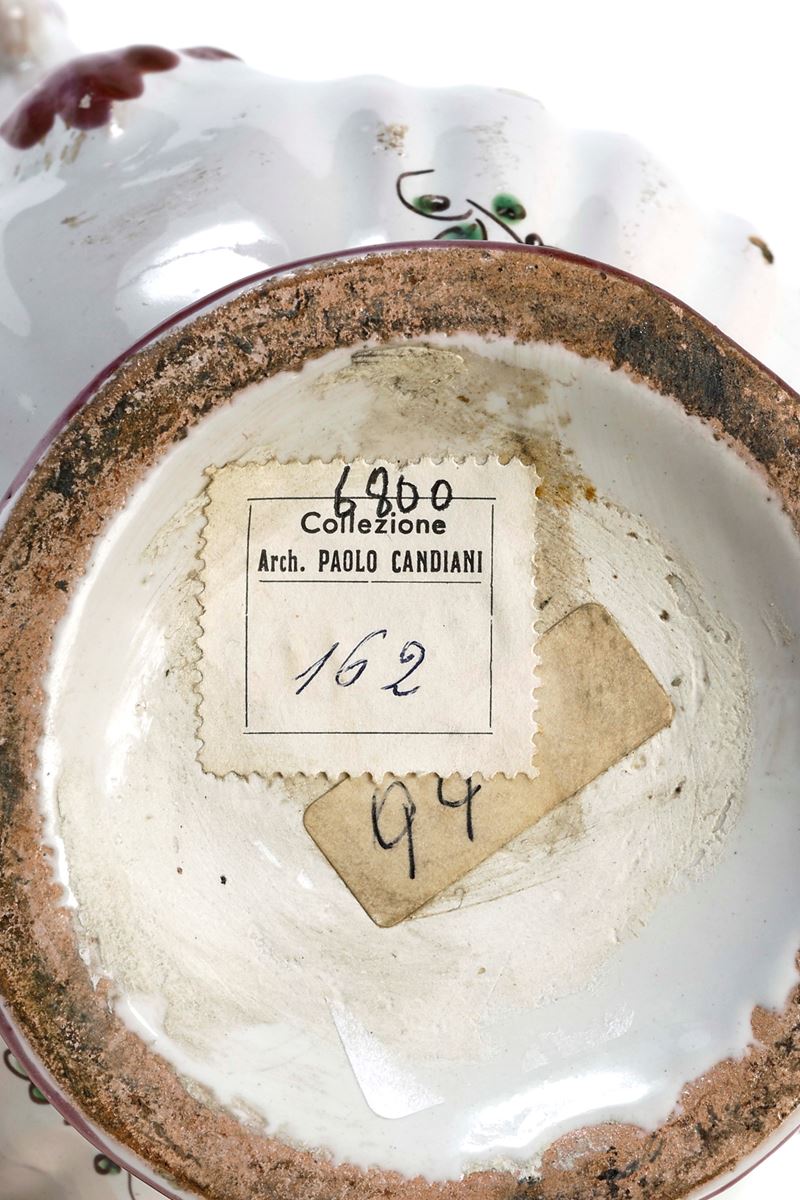 6800
Collezione
Arch. PAOLO CANDIANI
162
94